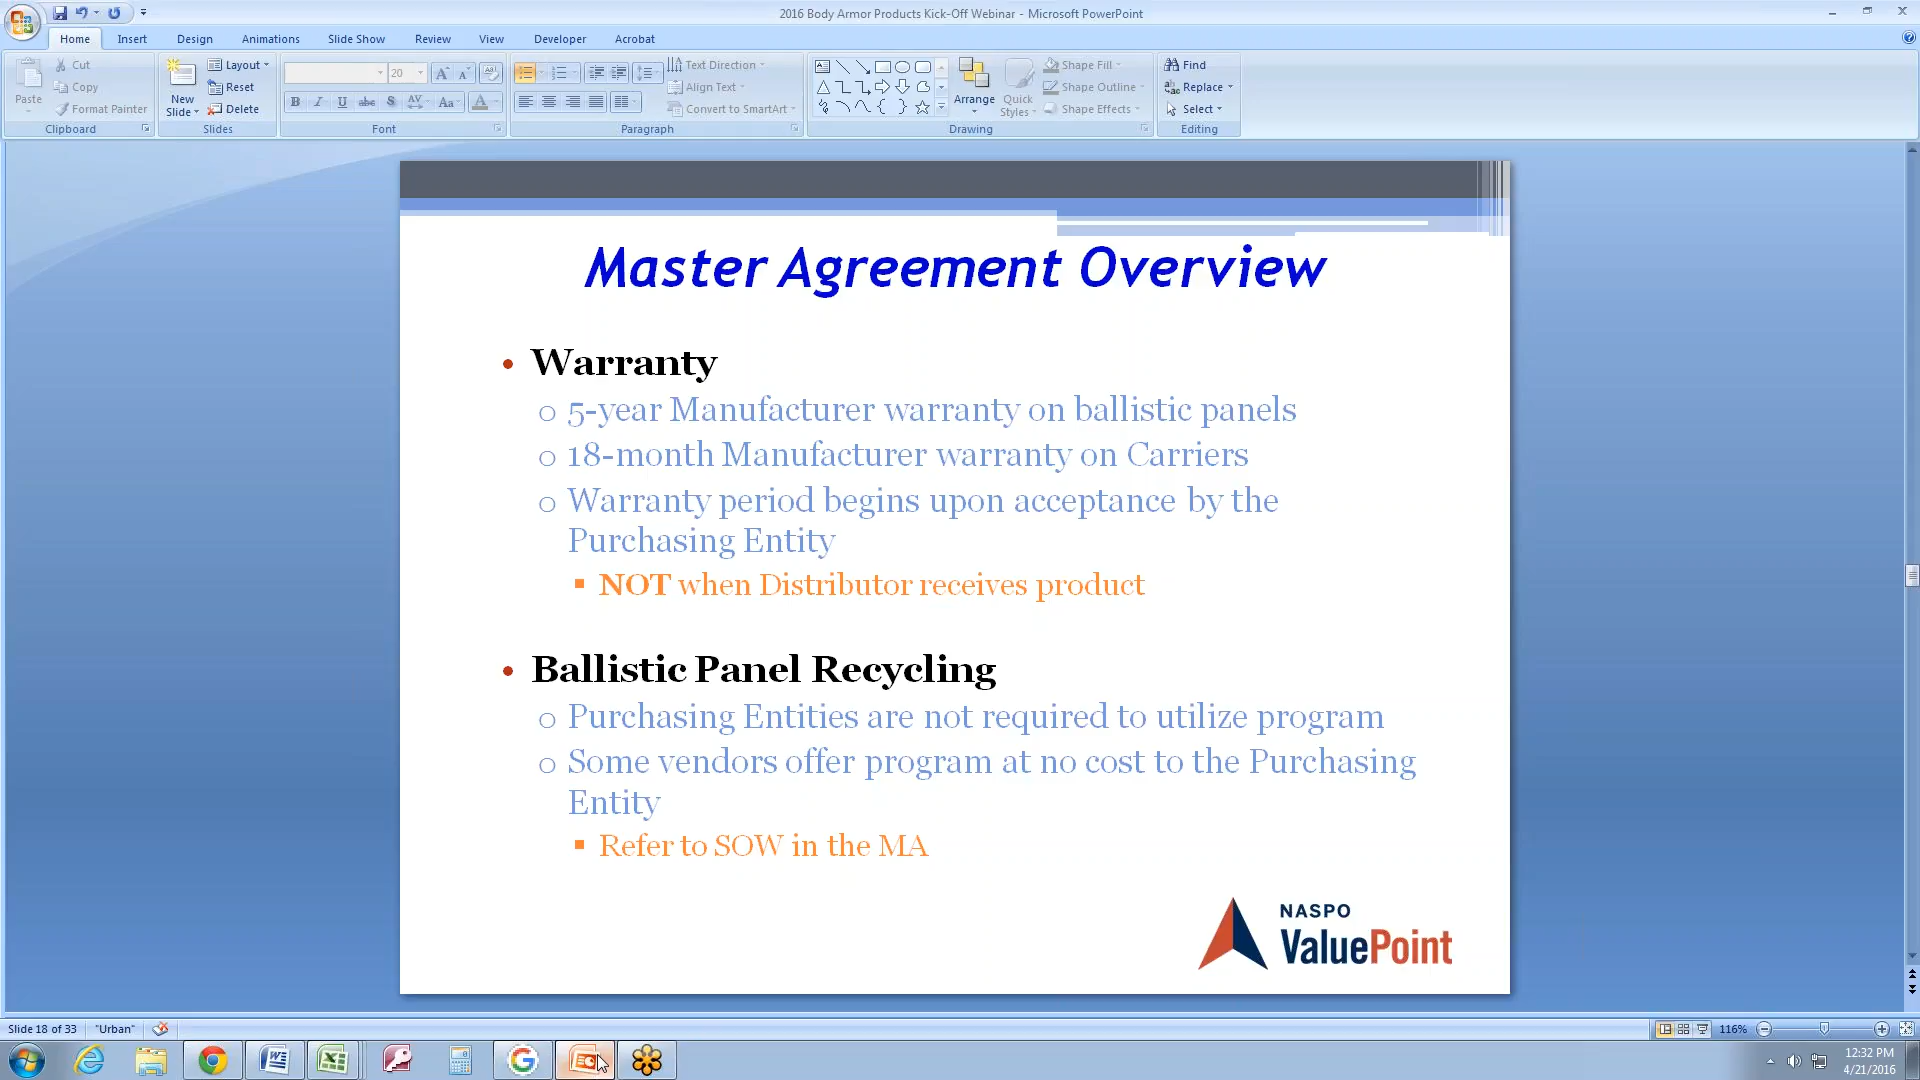 2016 Body Armor Products Kick-Off Webinar - Microsoft PowerPoint
Home Insert Design Animations Slide Show Review View Developer Acrobat
Paste Cut Copy Format Painter Clipboard
New Slide Layout Reset Delete Slides
20 B I U abc S AV Aa A Font
Text Direction Align Text Convert to SmartArt Paragraph
Arrange Quick Styles Shape Fill Shape Outline Shape Effects Drawing
Find Replace Select Editing
Master Agreement Overview
• Warranty
o 5-year Manufacturer warranty on ballistic panels
o 18-month Manufacturer warranty on Carriers
o Warranty period begins upon acceptance by the
Purchasing Entity
▪ NOT when Distributor receives product
• Ballistic Panel Recycling
o Purchasing Entities are not required to utilize program
o Some vendors offer program at no cost to the Purchasing
Entity
▪ Refer to SOW in the MA
NASPO
ValuePoint
Slide 18 of 33 "Urban" 116%
12:32 PM
4/21/2016